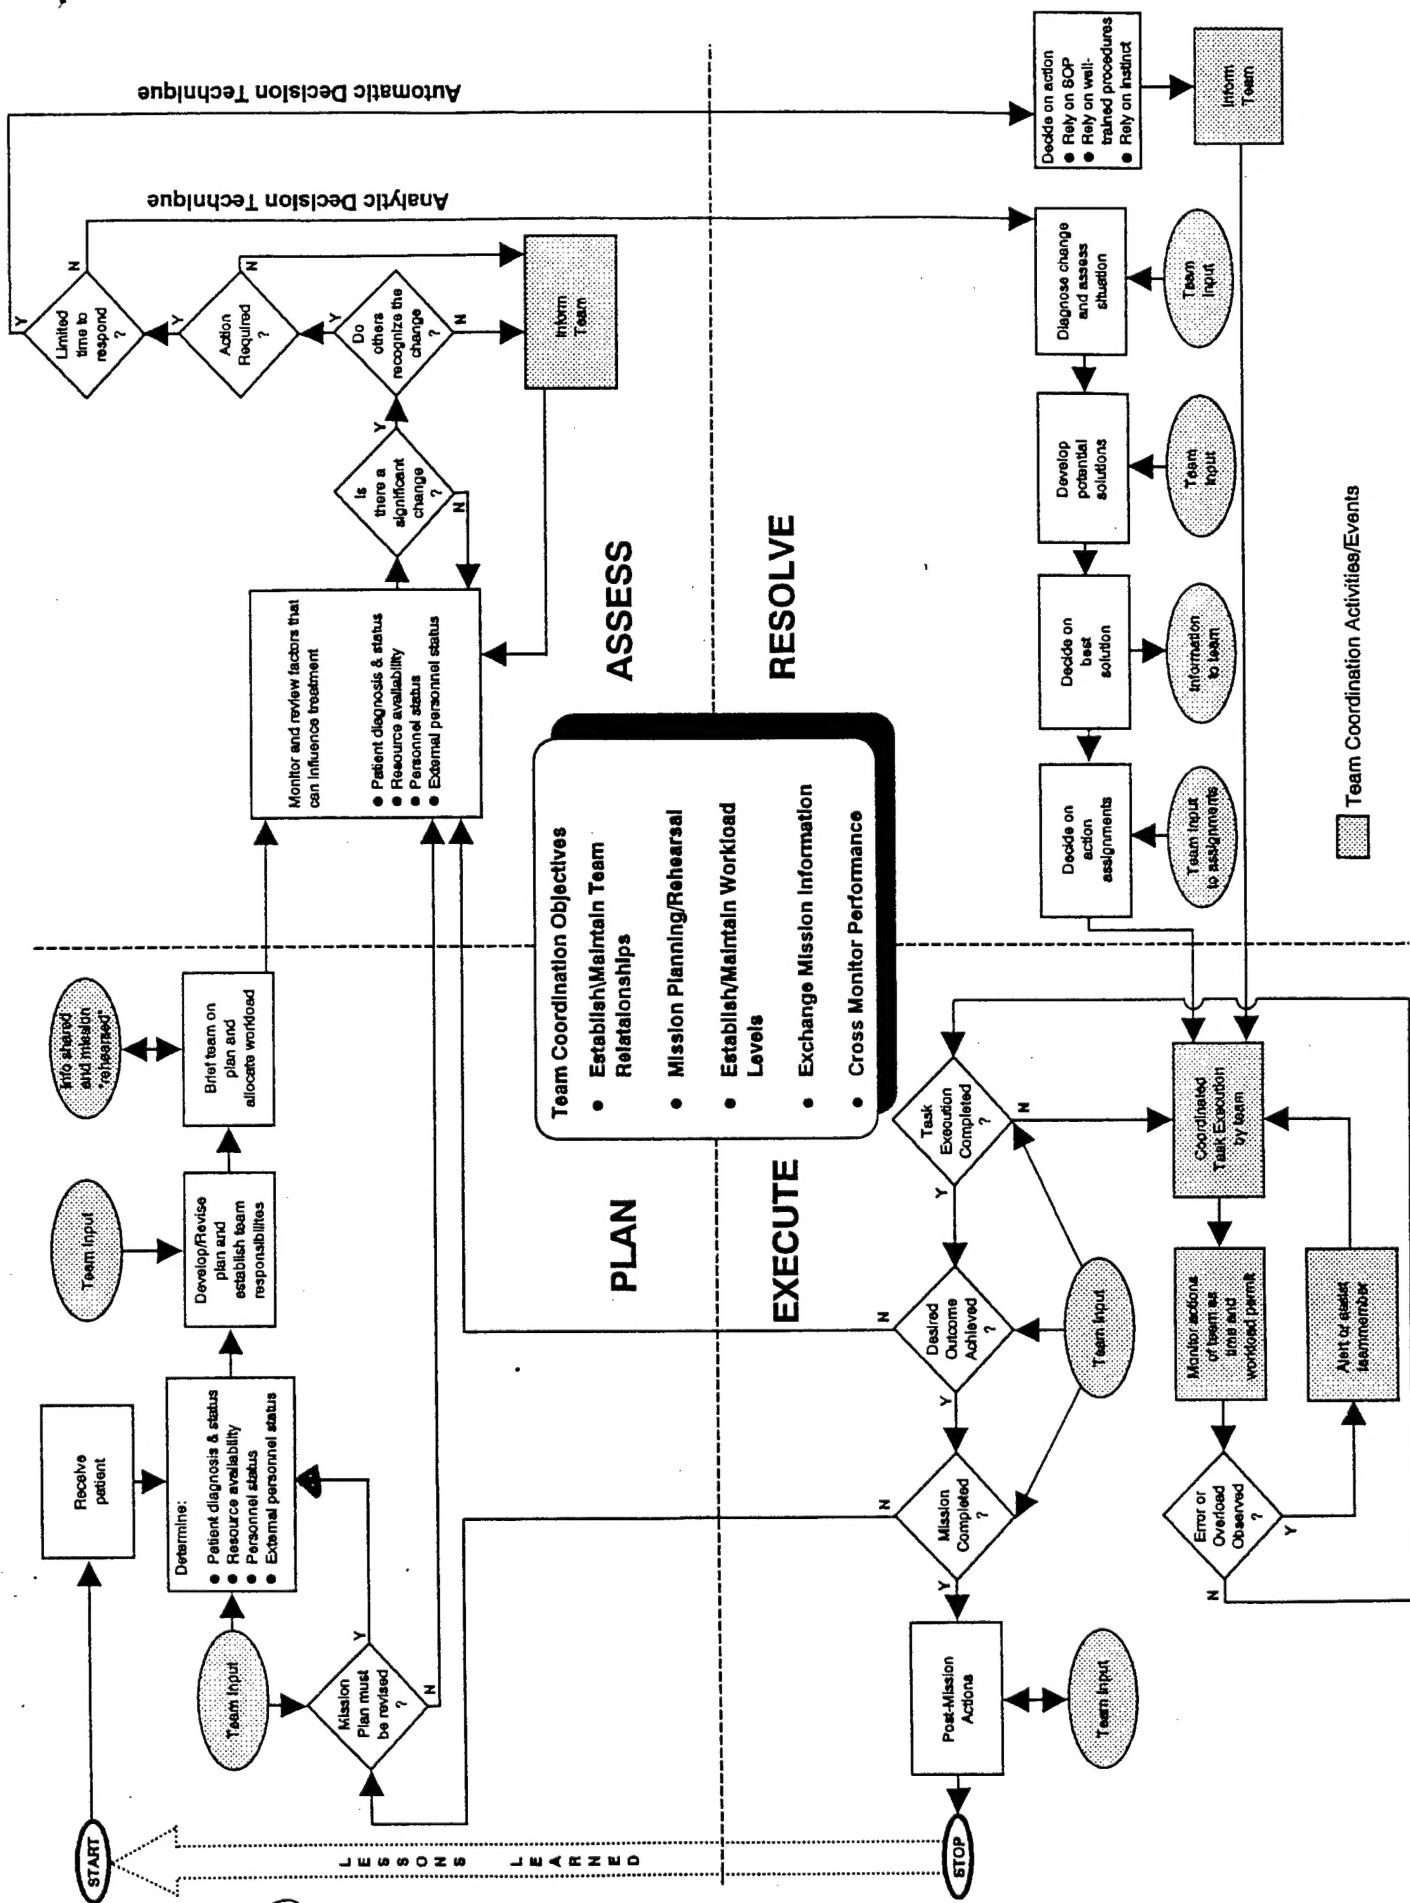 START
Receive
patient
Determine:
● Patient diagnosis & status
● Resource availability
● Personnel status
● External personnel status
Team Input
Mission
Plan must
be revised
?
Y
N
Team Input
Develop/Revise
plan and
establish team
responsibilites
Info shared
and mission
"rehearsed"
Brief team on
plan and
allocate workload
LESSONS LEARNED
PLAN
Monitor and review factors that
can influence treatment
● Patient diagnosis & status
● Resource availability
● Personnel status
● External personnel status
Is
there a
significant
change
?
Y
N
Do
others
recognize the
change
?
Y
N
Action
Required
?
Y
N
Limited
time to
respond
?
Y
N
Inform
Team
Automatic Decision Technique
Analytic Decision Technique
ASSESS
Team Coordination Objectives
● Establish\Maintain Team
Relataionships
● Mission Planning/Rehearsal
● Establish/Maintain Workload
Levels
● Exchange Mission Information
● Cross Monitor Performance
EXECUTE
Task
Execution
Completed
?
Y
N
Desired
Outcome
Achieved
?
Y
N
Mission
Completed
?
Y
N
Post-Mission
Actions
STOP
Team Input
Team Input
Coordinated
Task Execution
by team
Monitor actions
of team as
time and
workload permit
Error or
Overload
Observed
?
N
Y
Alert or assist
teammember
RESOLVE
Decide on action
● Rely on SOP
● Rely on well-
trained procedures
● Rely on instinct
Inform
Team
Diagnose change
and assess
situation
Team
Input
Develop
potential
solutions
Team
Input
Decide on
best
solution
Information
to team
Decide on
action
assignments
Team Input
to assignments
Team Coordination Activities/Events